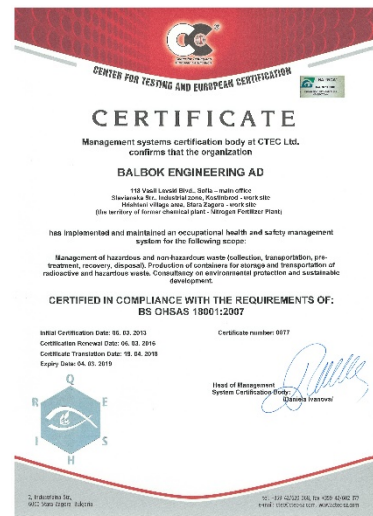 CENTER FOR TESTING AND EUROPEAN CERTIFICATION
CERTIFICATE
Management systems certification body at CTEC Ltd.
confirms that the organization
BALBOK ENGINEERING AD
118 Vasil Levski Blvd., Sofia – main office
Slavianska Str., Industrial zone, Kostinbrod - work site
Hrishteni village area, Stara Zagora - work site
(the territory of former chemical plant - Nitrogen Fertilizer Plant)
has implemented and maintained an occupational health and safety management
system for the following scope:
Management of hazardous and non-hazardous waste (collection, transportation, pre-
treatment, recovery, disposal). Production of containers for storage and transportation of
radioactive and hazardous waste. Consultancy on environmental protection and sustainable
development.
CERTIFIED IN COMPLIANCE WITH THE REQUIREMENTS OF:
BS OHSAS 18001:2007
Initial Certification Date: 06. 03. 2013
Certificate number: 0077
Certification Renewal Date: 06. 03. 2016
Certificate Translation Date: 19. 04. 2018
Expiry Date: 04. 03. 2019
Head of Management
System Certification Body:
/Daniela Ivanova/
Q
R E
I S
H
2, Industrialna Str.,
6000 Stara Zagora, Bulgaria